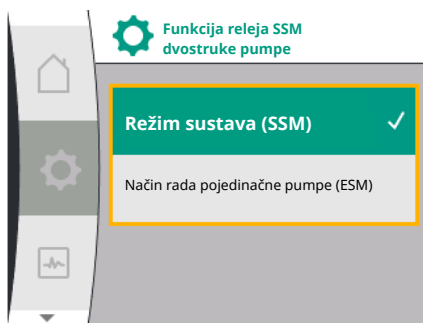 Funkcija releja SSM
dvostruke pumpe
Režim sustava (SSM)
Način rada pojedinačne pumpe (ESM)